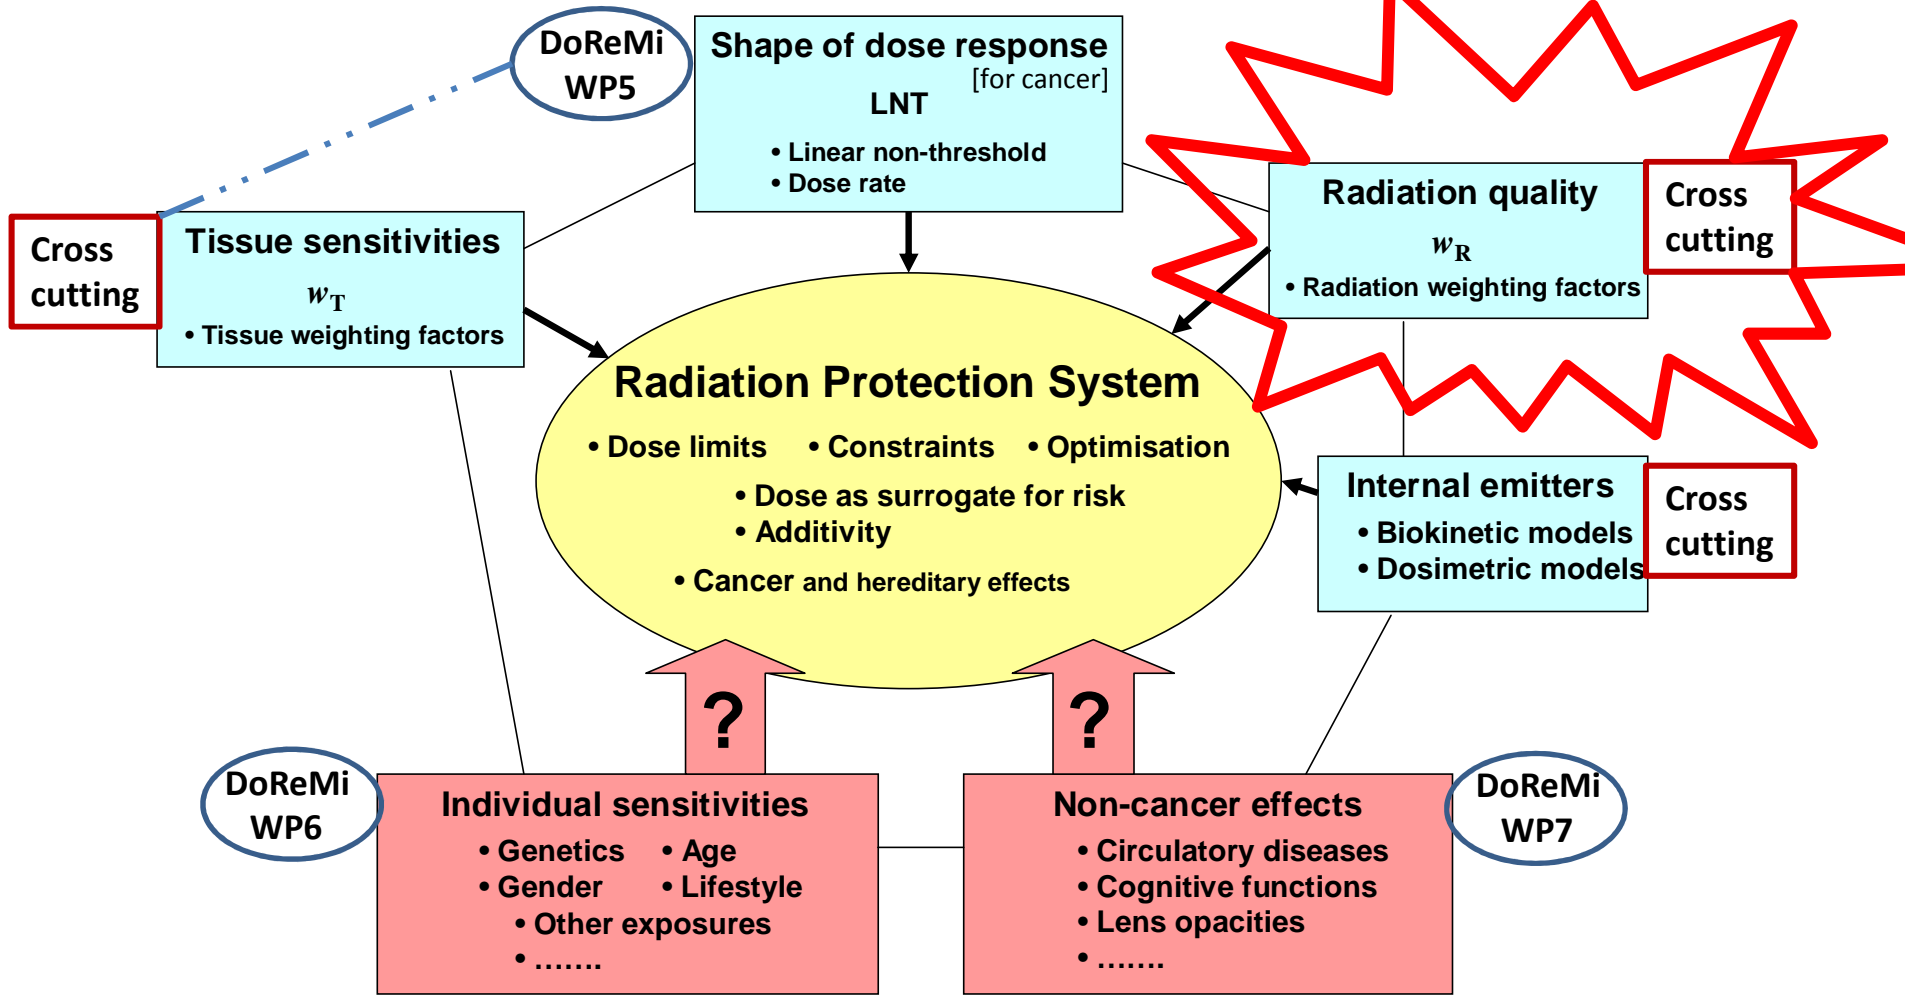 DoReMi
WP5
Shape of dose response
[for cancer]
LNT
• Linear non-threshold
• Dose rate
Cross
cutting
Tissue sensitivities
wT
• Tissue weighting factors
Radiation quality
wR
• Radiation weighting factors
Cross
cutting
Radiation Protection System
• Dose limits • Constraints • Optimisation
• Dose as surrogate for risk
• Additivity
• Cancer and hereditary effects
Internal emitters
• Biokinetic models
• Dosimetric models
Cross
cutting
?
?
DoReMi
WP6
Individual sensitivities
• Genetics • Age
• Gender • Lifestyle
• Other exposures
• .......
Non-cancer effects
• Circulatory diseases
• Cognitive functions
• Lens opacities
• .......
DoReMi
WP7